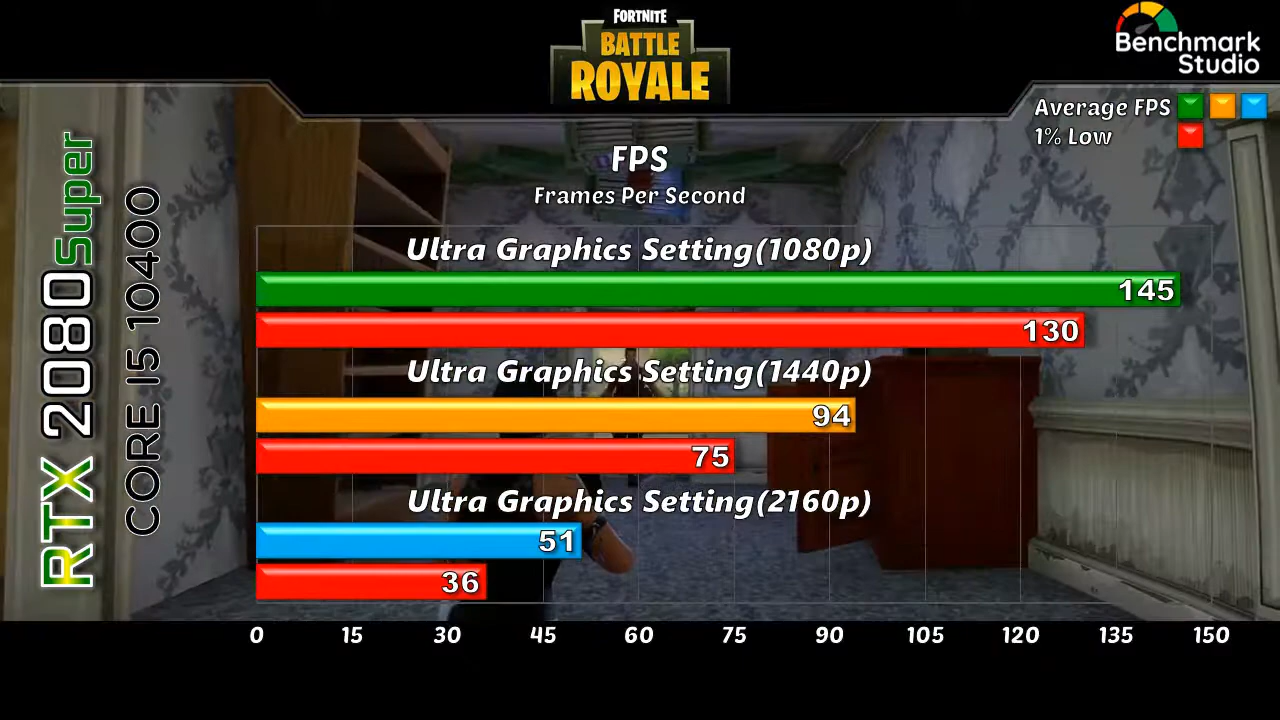 FORTNITE
BATTLE
ROYALE
Benchmark
Studio
Average FPS
1% Low
FPS
Frames Per Second
RTX 2080 Super
CORE I5 10400
Ultra Graphics Setting(1080p)
145
130
Ultra Graphics Setting(1440p)
94
75
Ultra Graphics Setting(2160p)
51
36
0 15 30 45 60 75 90 105 120 135 150